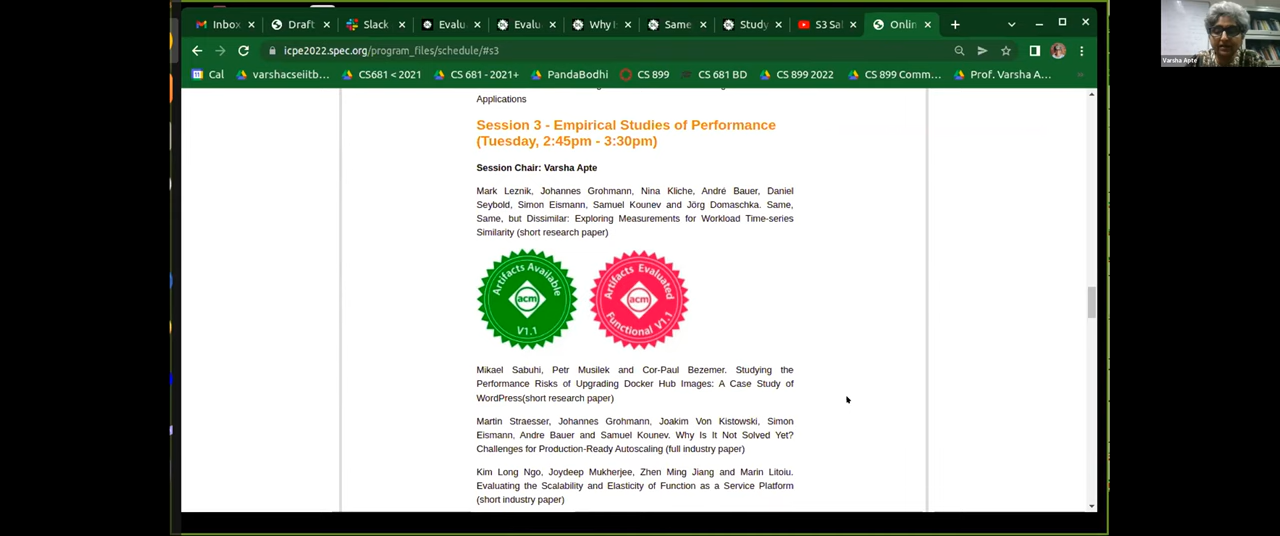 Inbox
Draft
Slack
Evalu
Evalu
Why I
Same
Study
S3 Sa
Onlin
icpe2022.spec.org/program_files/schedule/#s3
Cal
varshacseiitb...
CS681 < 2021
CS 681 - 2021+
PandaBodhi
CS 899
CS 681 BD
CS 899 2022
CS 899 Comm...
Prof. Varsha A...
Varsha Apte
Applications
Session 3 - Empirical Studies of Performance
(Tuesday, 2:45pm - 3:30pm)
Session Chair: Varsha Apte
Mark Leznik, Johannes Grohmann, Nina Kliche, André Bauer, Daniel
Seybold, Simon Eismann, Samuel Kounev and Jörg Domaschka. Same,
Same, but Dissimilar: Exploring Measurements for Workload Time-series
Similarity (short research paper)
Artifacts Available
acm
V1.1
Artifacts Evaluated
acm
Functional V1.1
Mikael Sabuhi, Petr Musilek and Cor-Paul Bezemer. Studying the
Performance Risks of Upgrading Docker Hub Images: A Case Study of
WordPress(short research paper)
Martin Straesser, Johannes Grohmann, Joakim Von Kistowski, Simon
Eismann, Andre Bauer and Samuel Kounev. Why Is It Not Solved Yet?
Challenges for Production-Ready Autoscaling (full industry paper)
Kim Long Ngo, Joydeep Mukherjee, Zhen Ming Jiang and Marin Litoiu.
Evaluating the Scalability and Elasticity of Function as a Service Platform
(short industry paper)